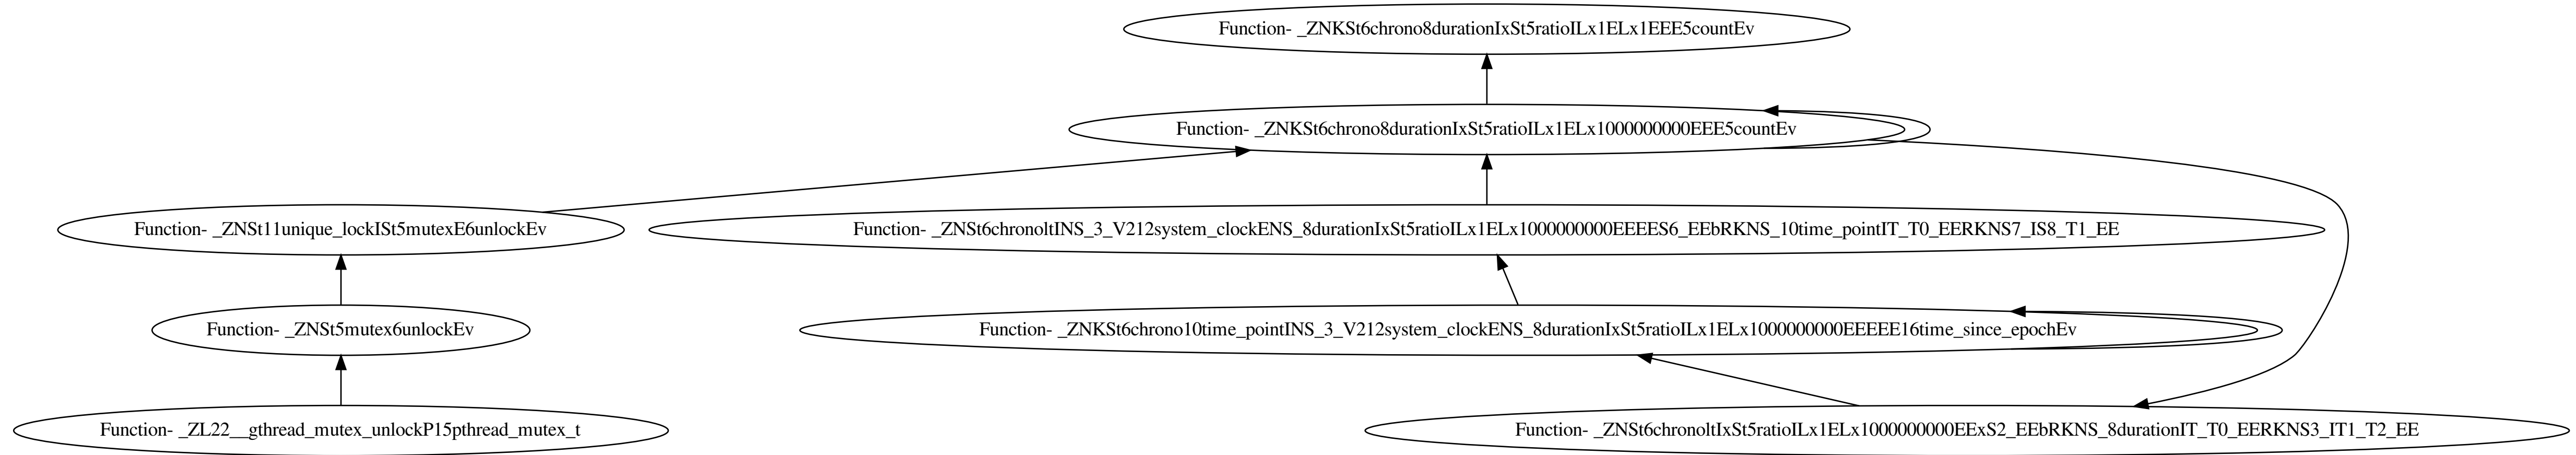 Function- _ZNKSt6chrono8durationIxSt5ratioILx1ELx1EEE5countEv
Function- _ZNKSt6chrono8durationIxSt5ratioILx1ELx1000000000EEE5countEv
Function- _ZNSt11unique_lockISt5mutexE6unlockEv
Function- _ZNSt6chronoltINS_3_V212system_clockENS_8durationIxSt5ratioILx1ELx1000000000EEEES6_EEbRKNS_10time_pointIT_T0_EERKNS7_IS8_T1_EE
Function- _ZNSt5mutex6unlockEv
Function- _ZNKSt6chrono10time_pointINS_3_V212system_clockENS_8durationIxSt5ratioILx1ELx1000000000EEEEE16time_since_epochEv
Function- _ZL22__gthread_mutex_unlockP15pthread_mutex_t
Function- _ZNSt6chronoltIxSt5ratioILx1ELx1000000000EExS2_EEbRKNS_8durationIT_T0_EERKNS3_IT1_T2_EE